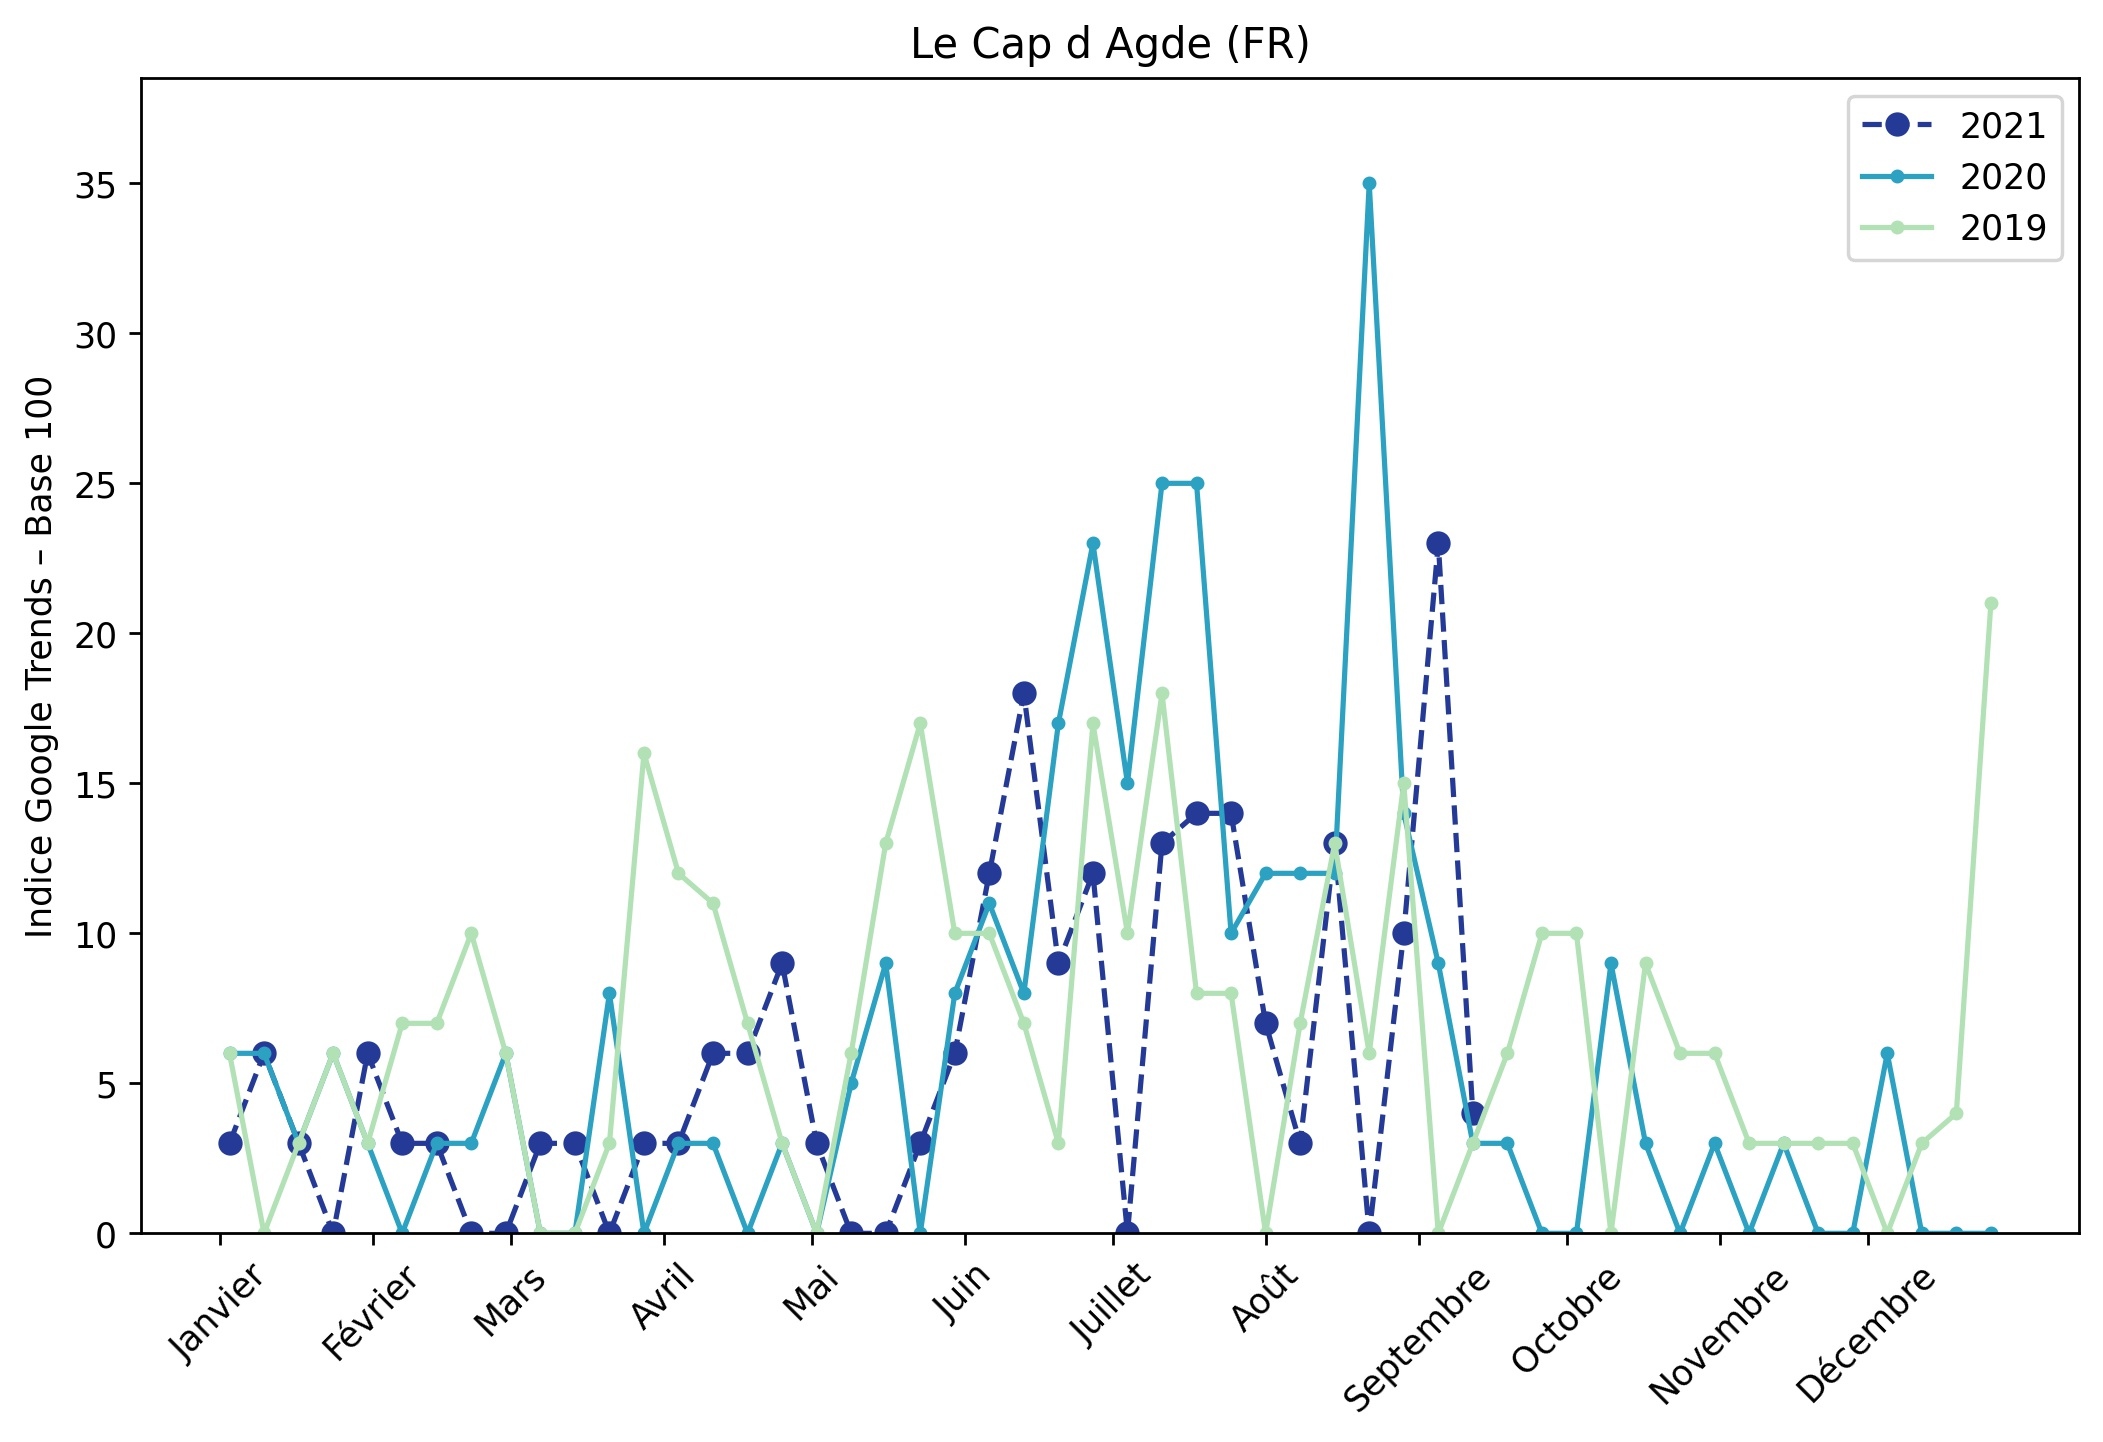 Le Cap d Agde (FR)
2021
2020
2019
Indice Google Trends – Base 100
35
30
25
20
15
10
5
0
Janvier
Février
Mars
Avril
Mai
Juin
Juillet
Août
Septembre
Octobre
Novembre
Décembre